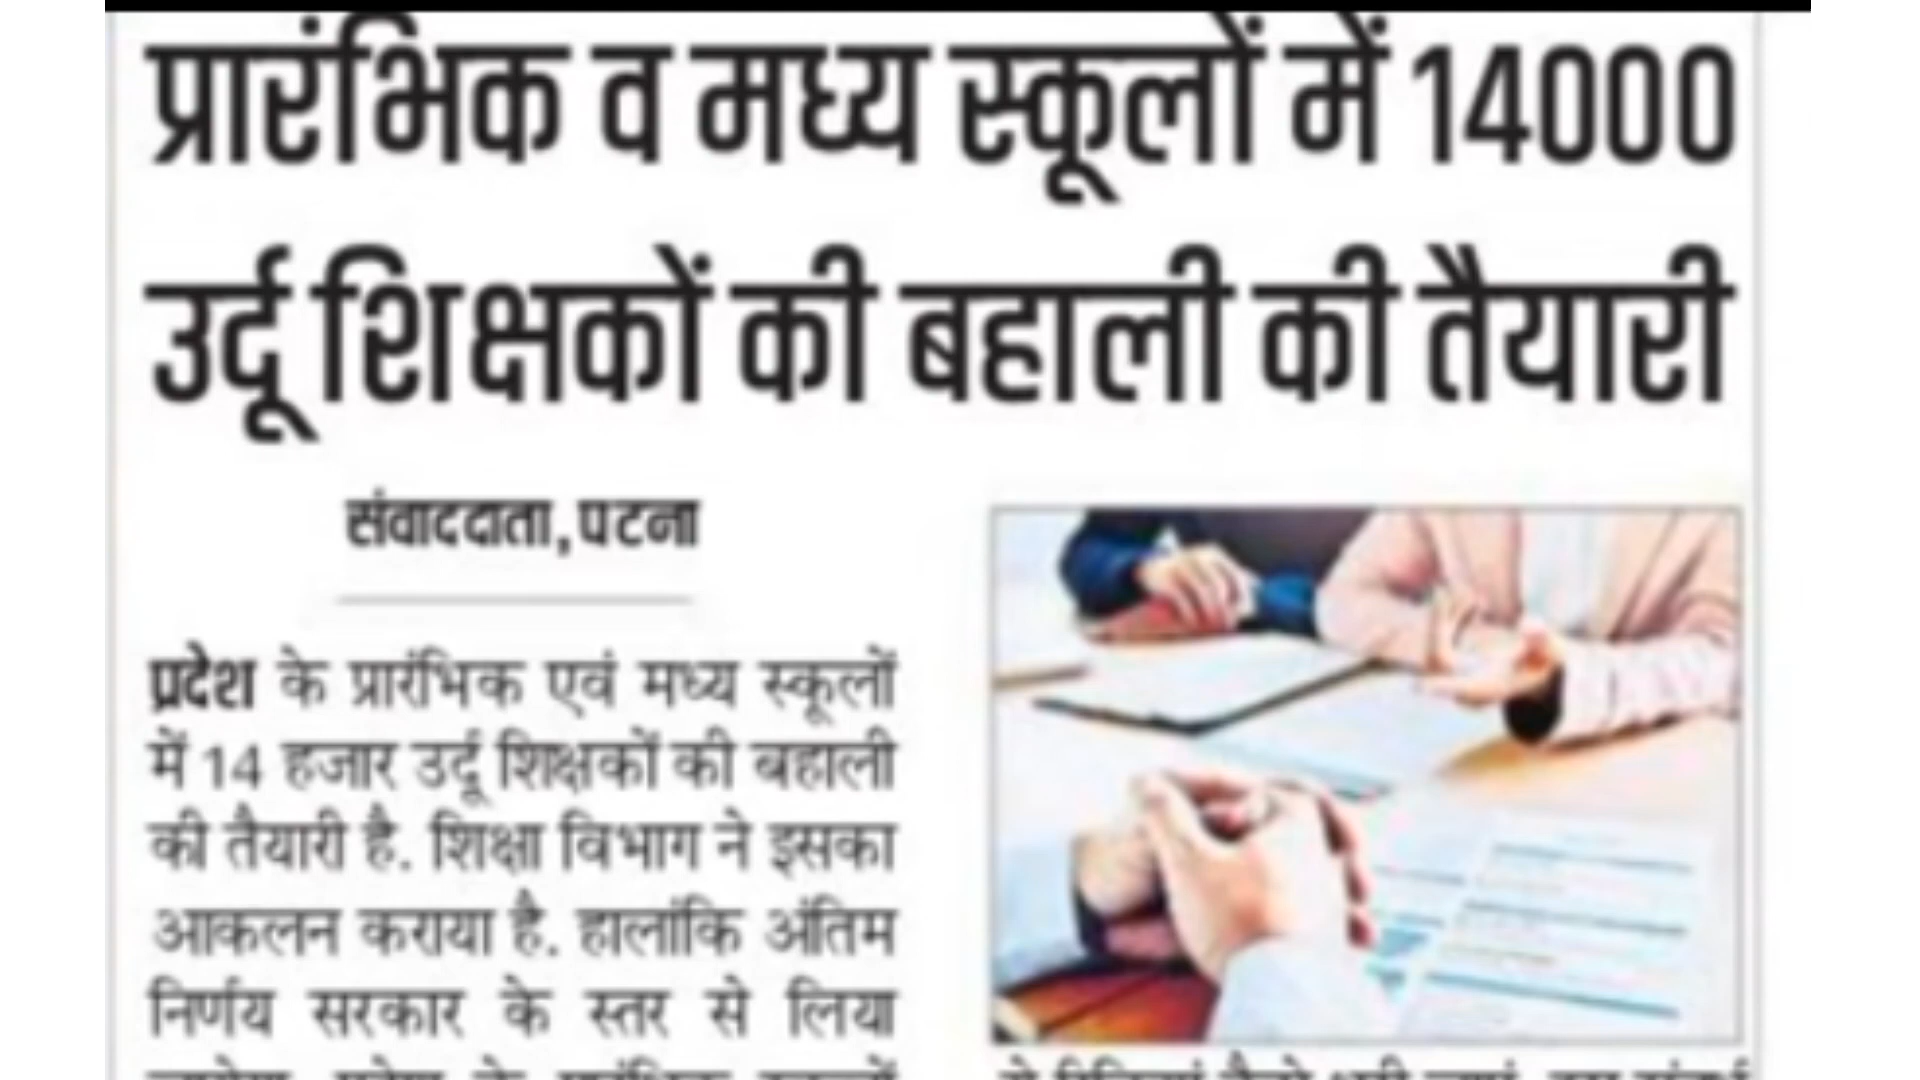 प्रारंभिक व मध्य स्कूलों में 14000
उर्दू शिक्षकों की बहाली की तैयारी
संवाददाता, पटना
प्रदेश के प्रारंभिक एवं मध्य स्कूलों
में 14 हजार उर्दू शिक्षकों की बहाली
की तैयारी है. शिक्षा विभाग ने इसका
आकलन कराया है. हालांकि अंतिम
निर्णय सरकार के स्तर से लिया